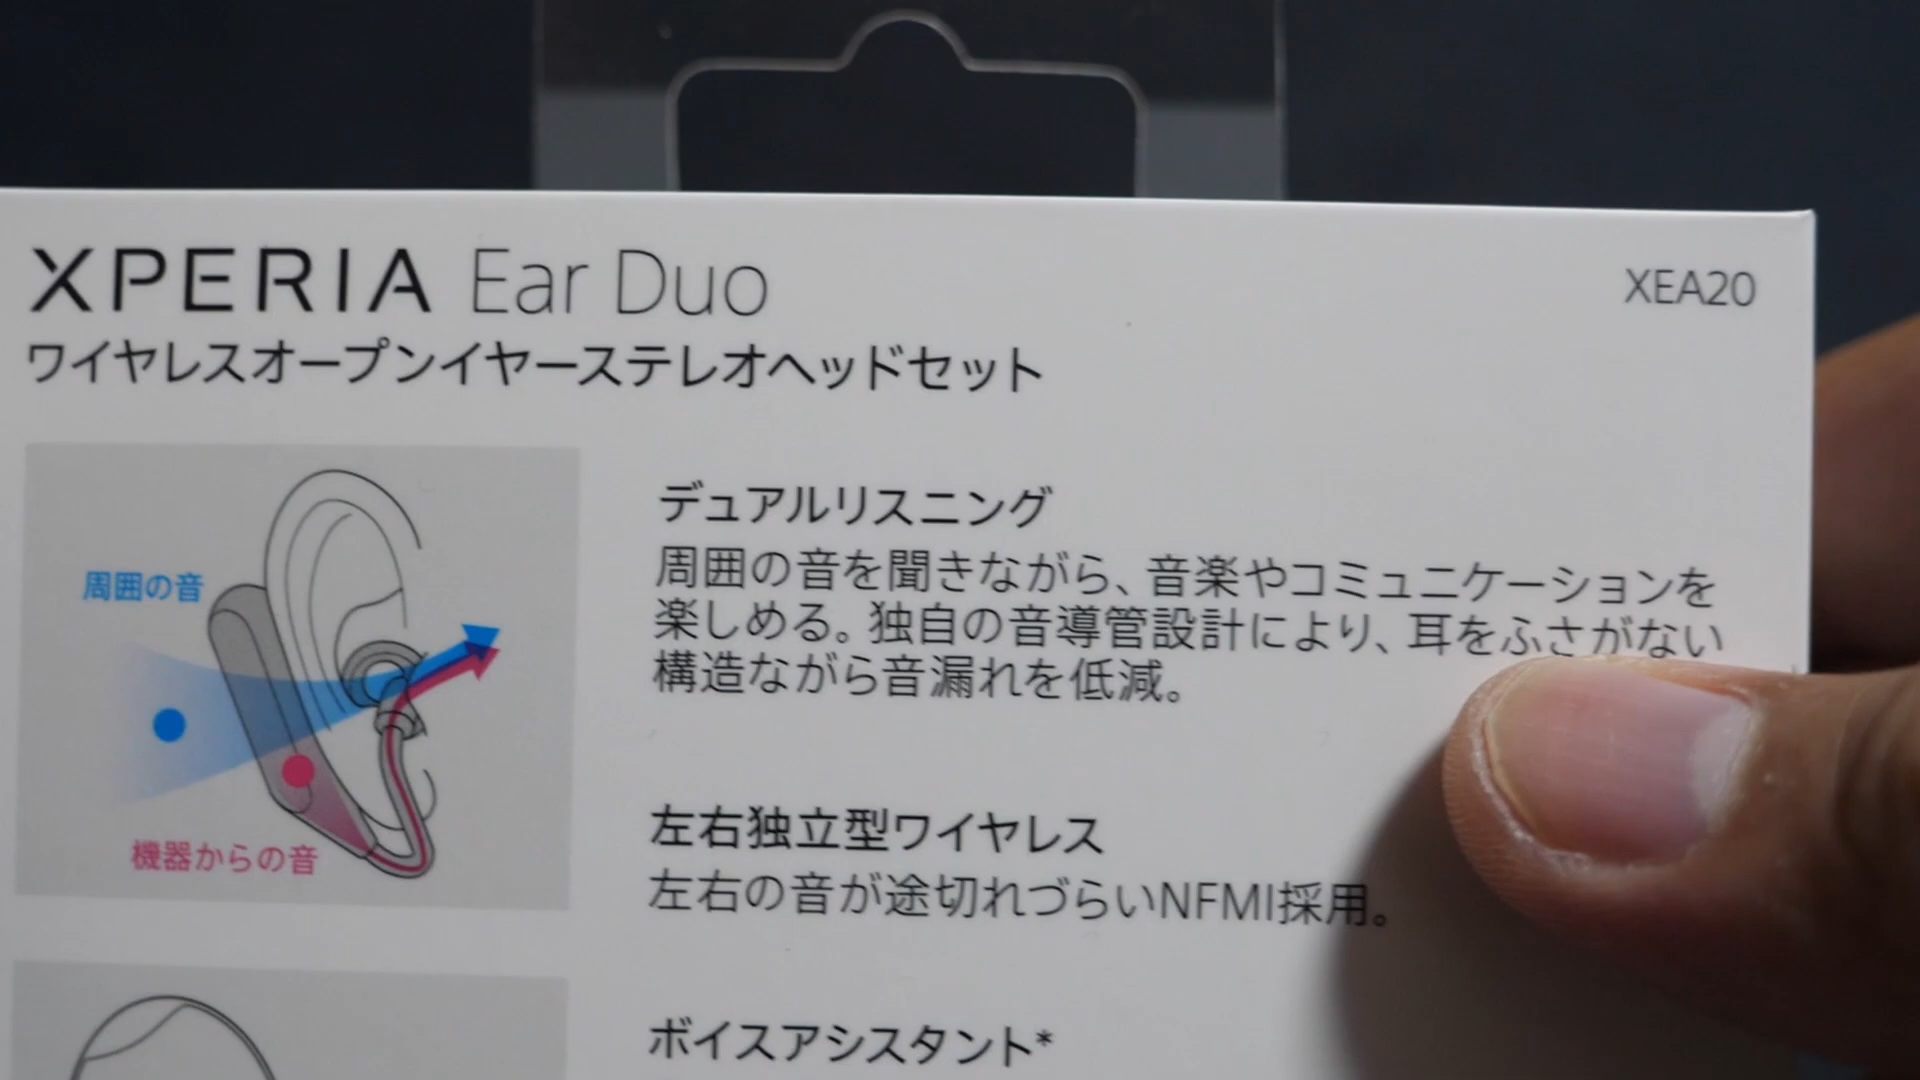 XPERIA Ear Duo
XEA20
ワイヤレスオープンイヤーステレオヘッドセット
周囲の音
機器からの音
デュアルリスニング
周囲の音を聞きながら、音楽やコミュニケーションを
楽しめる。独自の音導管設計により、耳をふさがない
構造ながら音漏れを低減。
左右独立型ワイヤレス
左右の音が途切れづらいNFMI採用。
ボイスアシスタント*